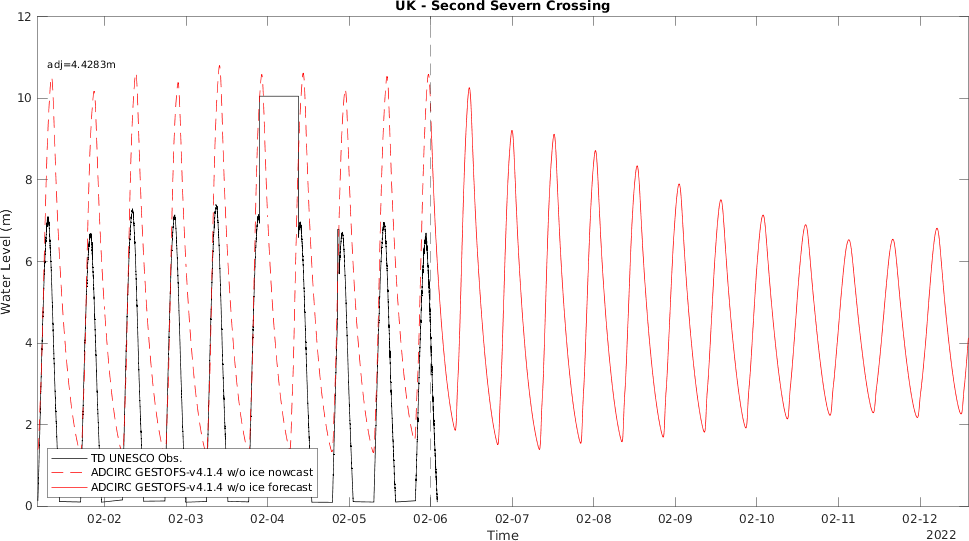 UK - Second Severn Crossing
12
10
8
6
4
2
0
Water Level (m)
adj=4.4283m
TD UNESCO Obs.
ADCIRC GESTOFS-v4.1.4 w/o ice nowcast
ADCIRC GESTOFS-v4.1.4 w/o ice forecast
02-02 02-03 02-04 02-05 02-06 02-07 02-08 02-09 02-10 02-11 02-12
Time
2022